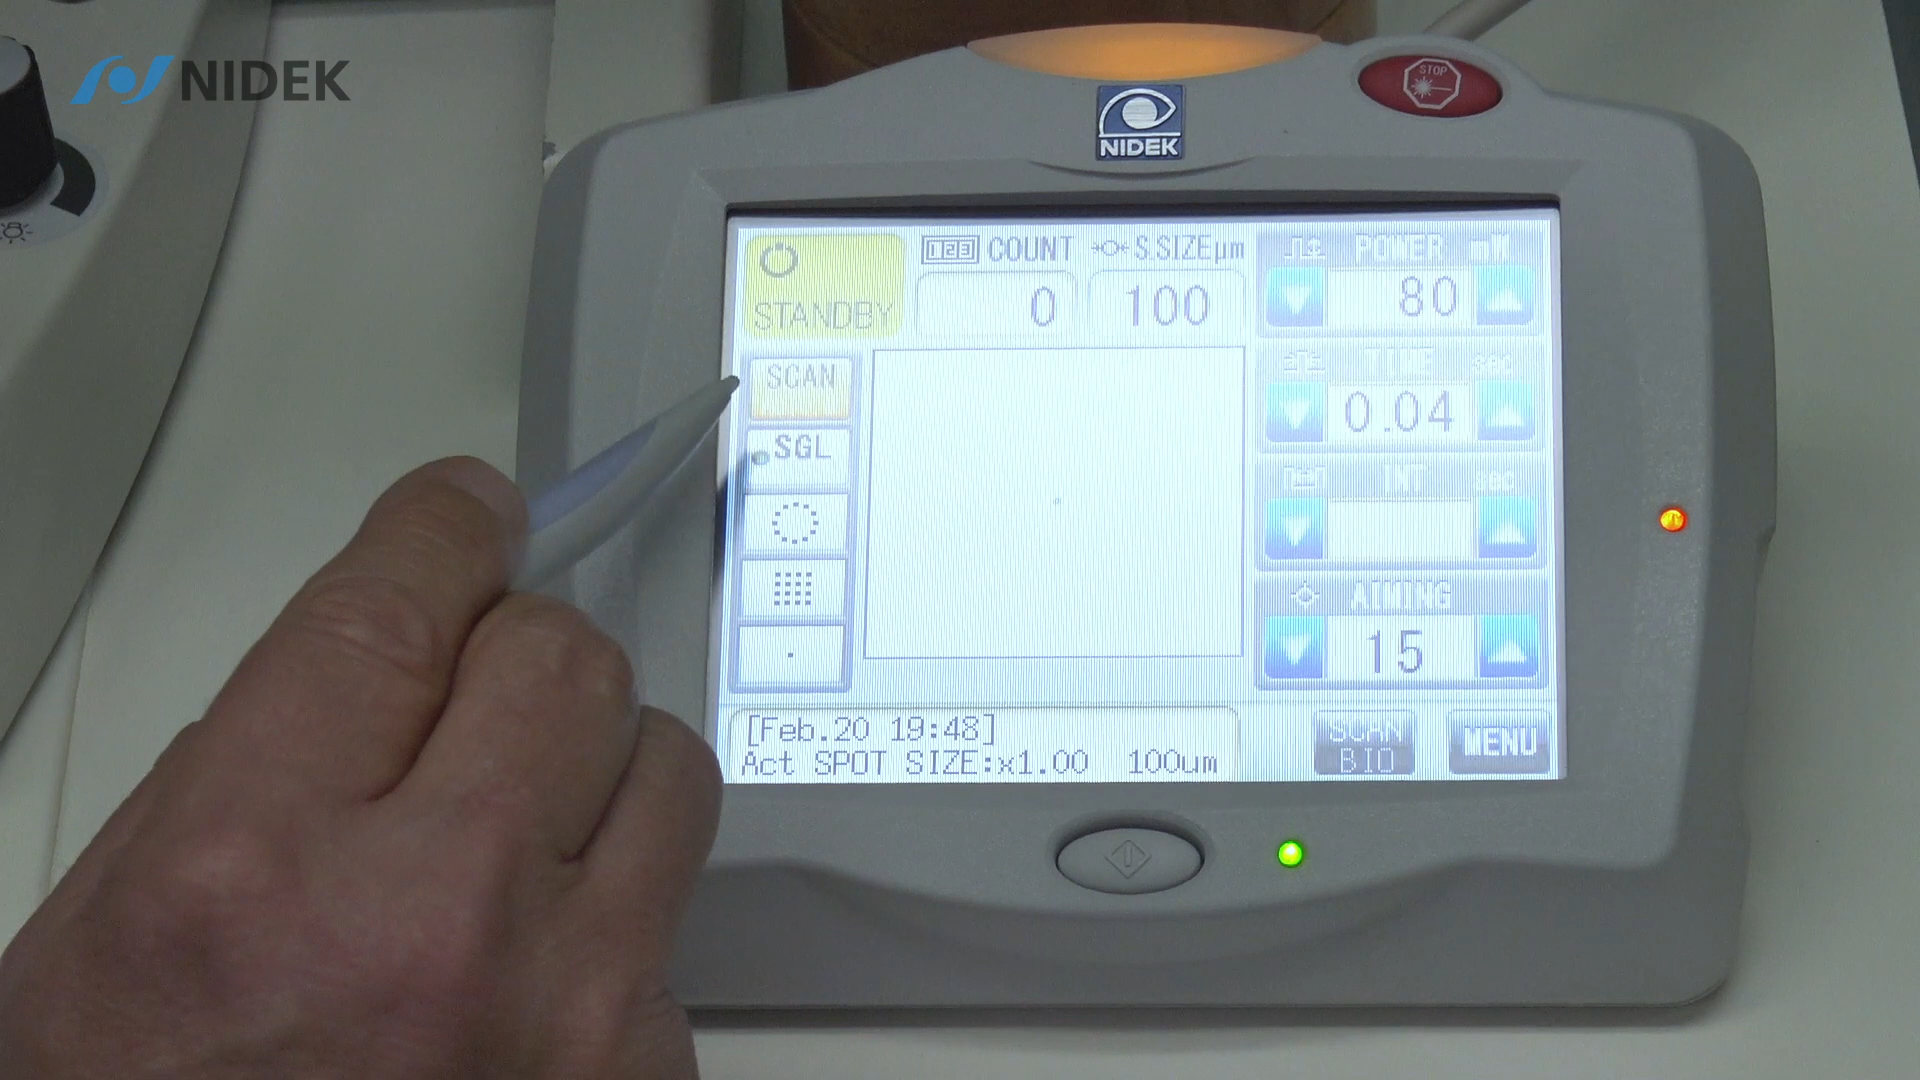 NIDEK
STOP
NIDEK
STANDBY
123 COUNT
S.SIZEµm
POWER mW
0
100
80
TIME sec
0.04
SCAN
SGL
INT sec
AIMING
15
[Feb.20 19:48]
Act SPOT SIZE:x1.00 100um
SCAN
BIO
MENU